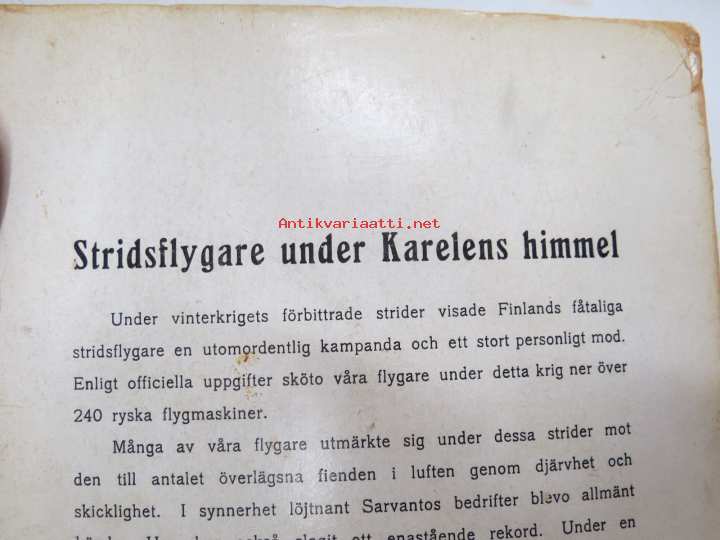 Antikvariaatti.net
Stridsflygare under Karelens himmel
Under vinterkrigets förbittrade strider visade Finlands fåtaliga
stridsflygare en utomordentlig kampanda och ett stort personligt mod.
Enligt officiella uppgifter sköto våra flygare under detta krig ner över
240 ryska flygmaskiner.
Många av våra flygare utmärkte sig under dessa strider mot
den till antalet överlägsna fienden i luften genom djärvhet och
skicklighet. I synnerhet löjtnant Sarvantos bedrifter blevo allmänt
också slagit ett enastående rekord. Under en